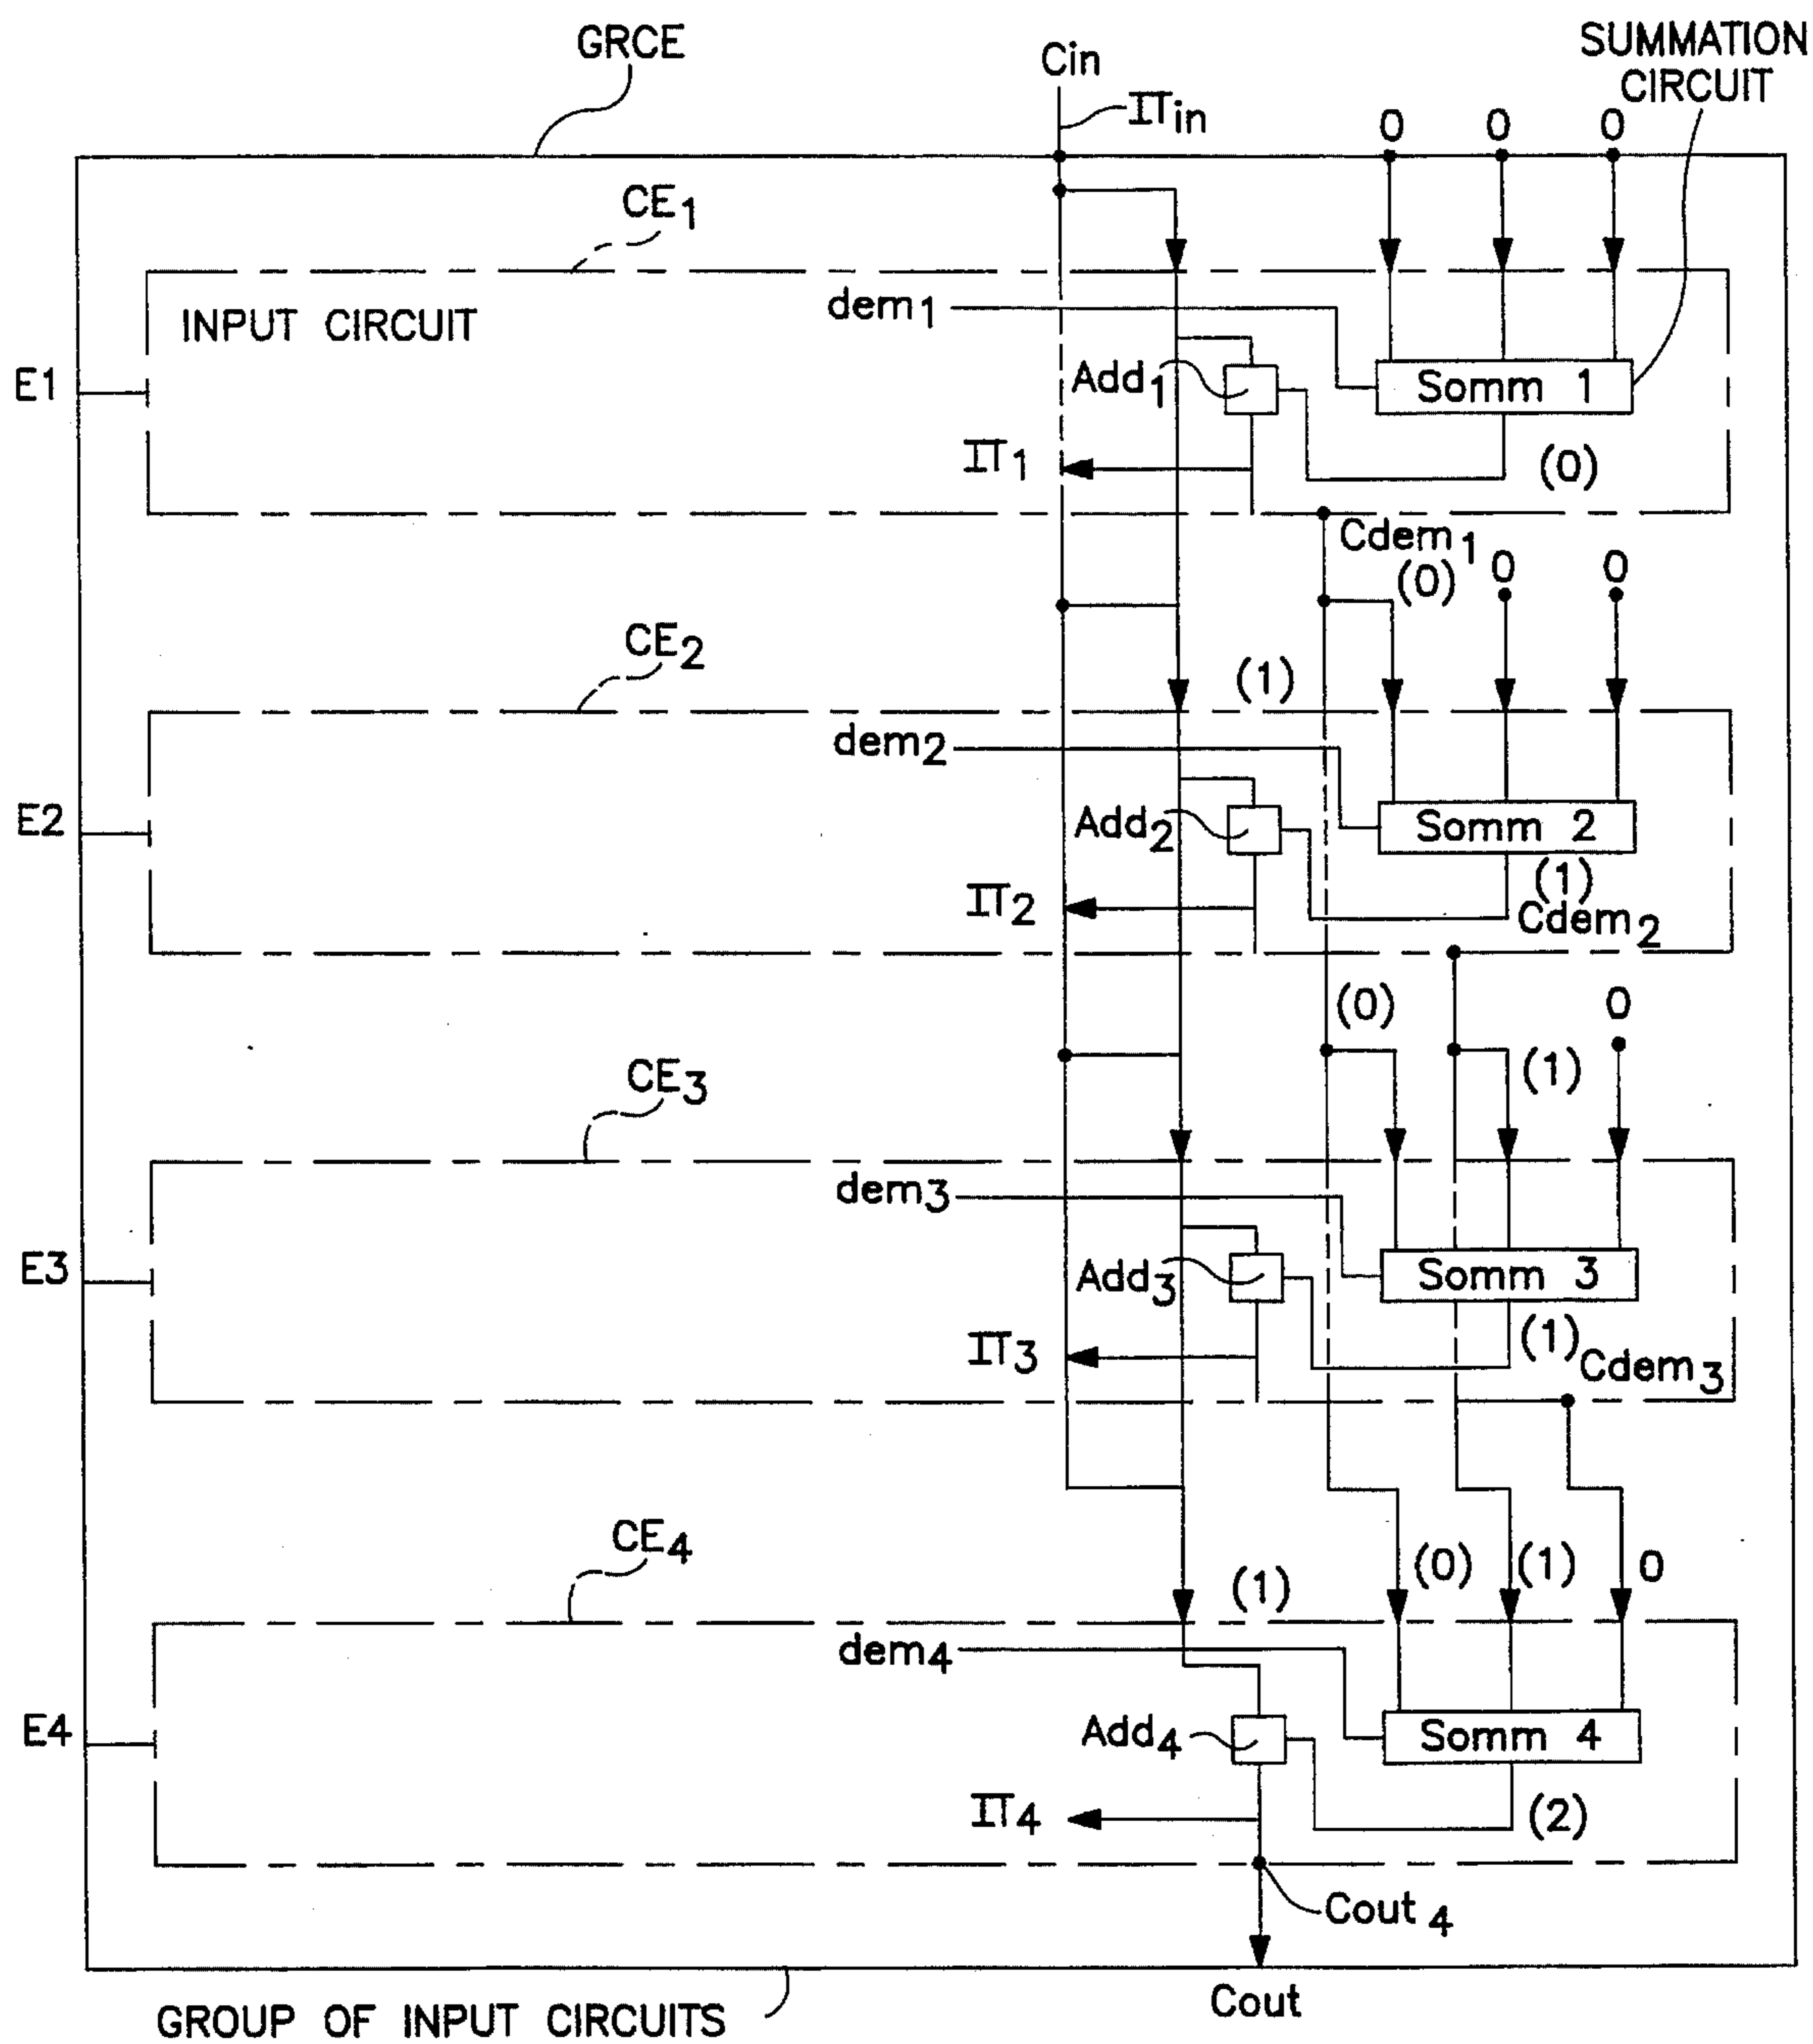 GRCE
Cin
SUMMATION
CIRCUIT
ITin
0 0 0
CE1
dem1
INPUT CIRCUIT
E1
Add1
Somm 1
IT1
(0)
Cdem1
(0) 0 0
CE2
(1)
dem2
E2
Add2
Somm 2
(1)
IT2
Cdem2
(0) 0
CE3
(1)
dem3
E3
Add3
Somm 3
IT3
(1)
Cdem3
CE4
(1) (0) (1) 0
dem4
E4
Add4
Somm 4
IT4
(2)
Cout4
Cout
GROUP OF INPUT CIRCUITS